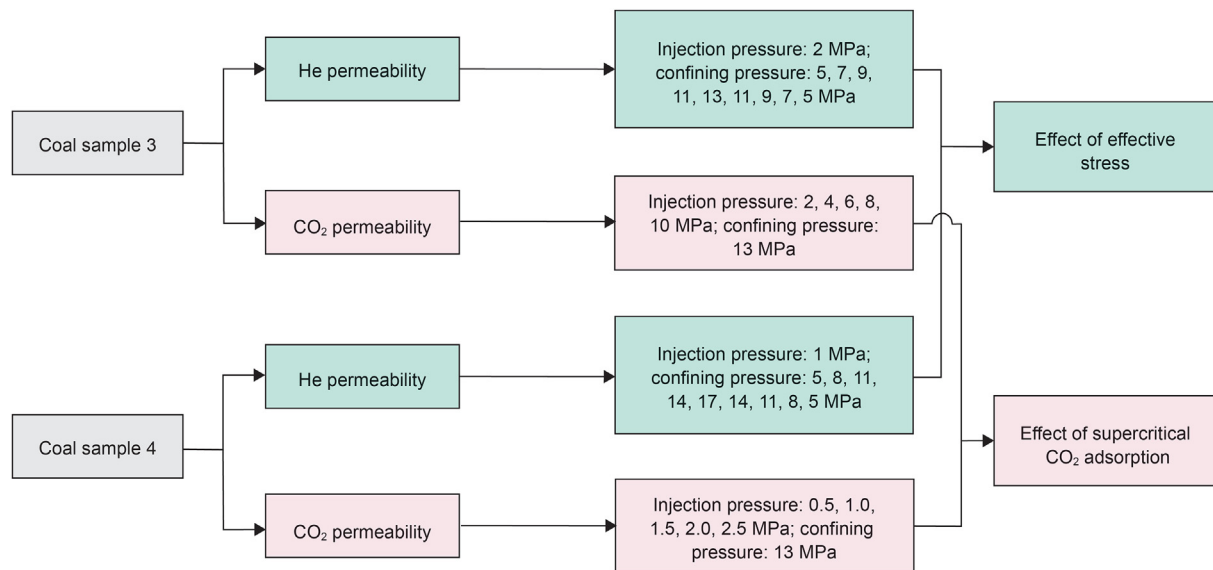 Coal sample 3
He permeability
Injection pressure: 2 MPa;
confining pressure: 5, 7, 9,
11, 13, 11, 9, 7, 5 MPa
CO₂ permeability
Injection pressure: 2, 4, 6, 8,
10 MPa; confining pressure:
13 MPa
Effect of effective
stress
Coal sample 4
He permeability
Injection pressure: 1 MPa;
confining pressure: 5, 8, 11,
14, 17, 14, 11, 8, 5 MPa
CO₂ permeability
Injection pressure: 0.5, 1.0,
1.5, 2.0, 2.5 MPa; confining
pressure: 13 MPa
Effect of supercritical
CO₂ adsorption